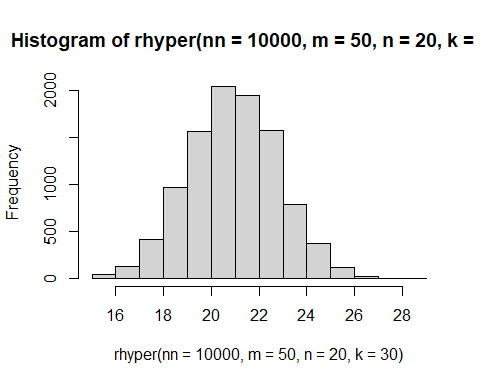 Histogram of rhyper(nn = 10000, m = 50, n = 20, k =
2000
1000
500
0
Frequency
16 18 20 22 24 26 28
rhyper(nn = 10000, m = 50, n = 20, k = 30)